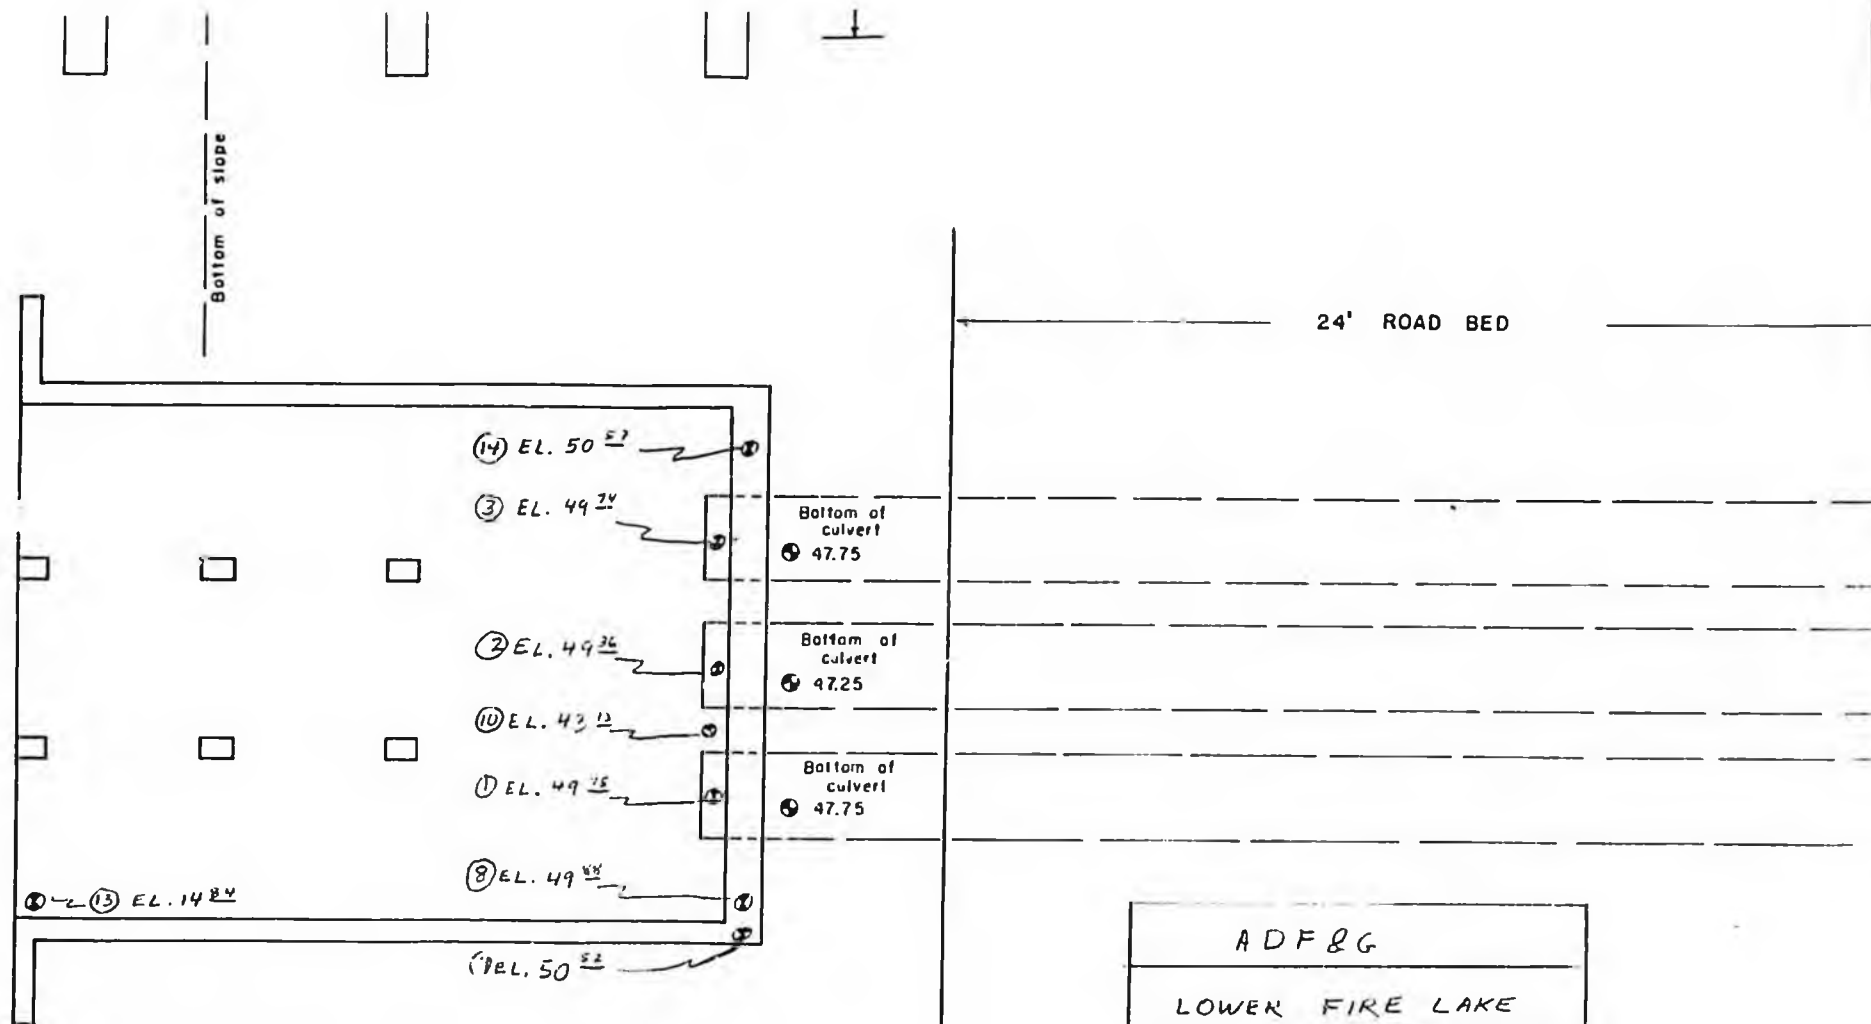 Bottom of slope
24' ROAD BED
(14) EL. 50 57
(3) EL. 49 74
Bottom of
culvert
47.75
(2) EL. 49 36
Bottom of
culvert
47.25
(10) EL. 43 13
(1) EL. 49
Bottom of
culvert
47.75
(8) EL. 49 88
(13) EL. 14 84
EL. 50 52
ADF&G
LOWER FIRE LAKE